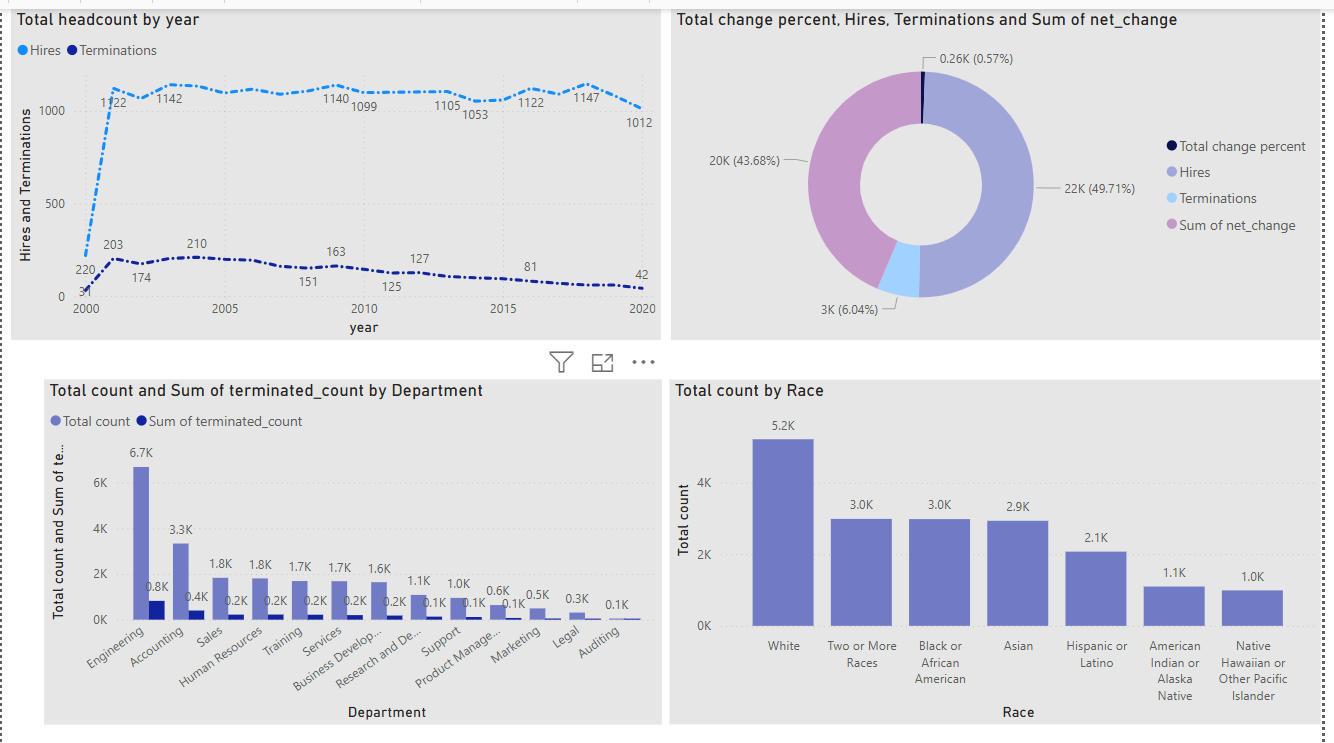 Total headcount by year
Hires Terminations
Hires and Terminations
1000
500
0
1122
1142
1140
1099
1105
1053
1122
1147
1012
220
31
203
174
210
151
163
125
127
81
42
2000
2005
2010
2015
2020
year
Total change percent, Hires, Terminations and Sum of net_change
0.26K (0.57%)
20K (43.68%)
22K (49.71%)
3K (6.04%)
Total change percent
Hires
Terminations
Sum of net_change
Total count and Sum of terminated_count by Department
Total count Sum of terminated_count
Total count and Sum of te...
6K
4K
2K
0K
6.7K
0.8K
3.3K
0.4K
1.8K
0.2K
1.8K
0.2K
1.7K
0.2K
1.7K
0.2K
1.6K
0.2K
1.1K
0.1K
1.0K
0.1K
0.6K
0.1K
0.5K
0.3K
0.1K
Engineering
Accounting
Sales
Human Resources
Training
Services
Business Develop...
Research and De...
Support
Product Manage...
Marketing
Legal
Auditing
Department
Total count by Race
Total count
4K
2K
0K
5.2K
3.0K
3.0K
2.9K
2.1K
1.1K
1.0K
White
Two or More
Races
Black or
African
American
Asian
Hispanic or
Latino
American
Indian or
Alaska
Native
Native
Hawaiian or
Other Pacific
Islander
Race